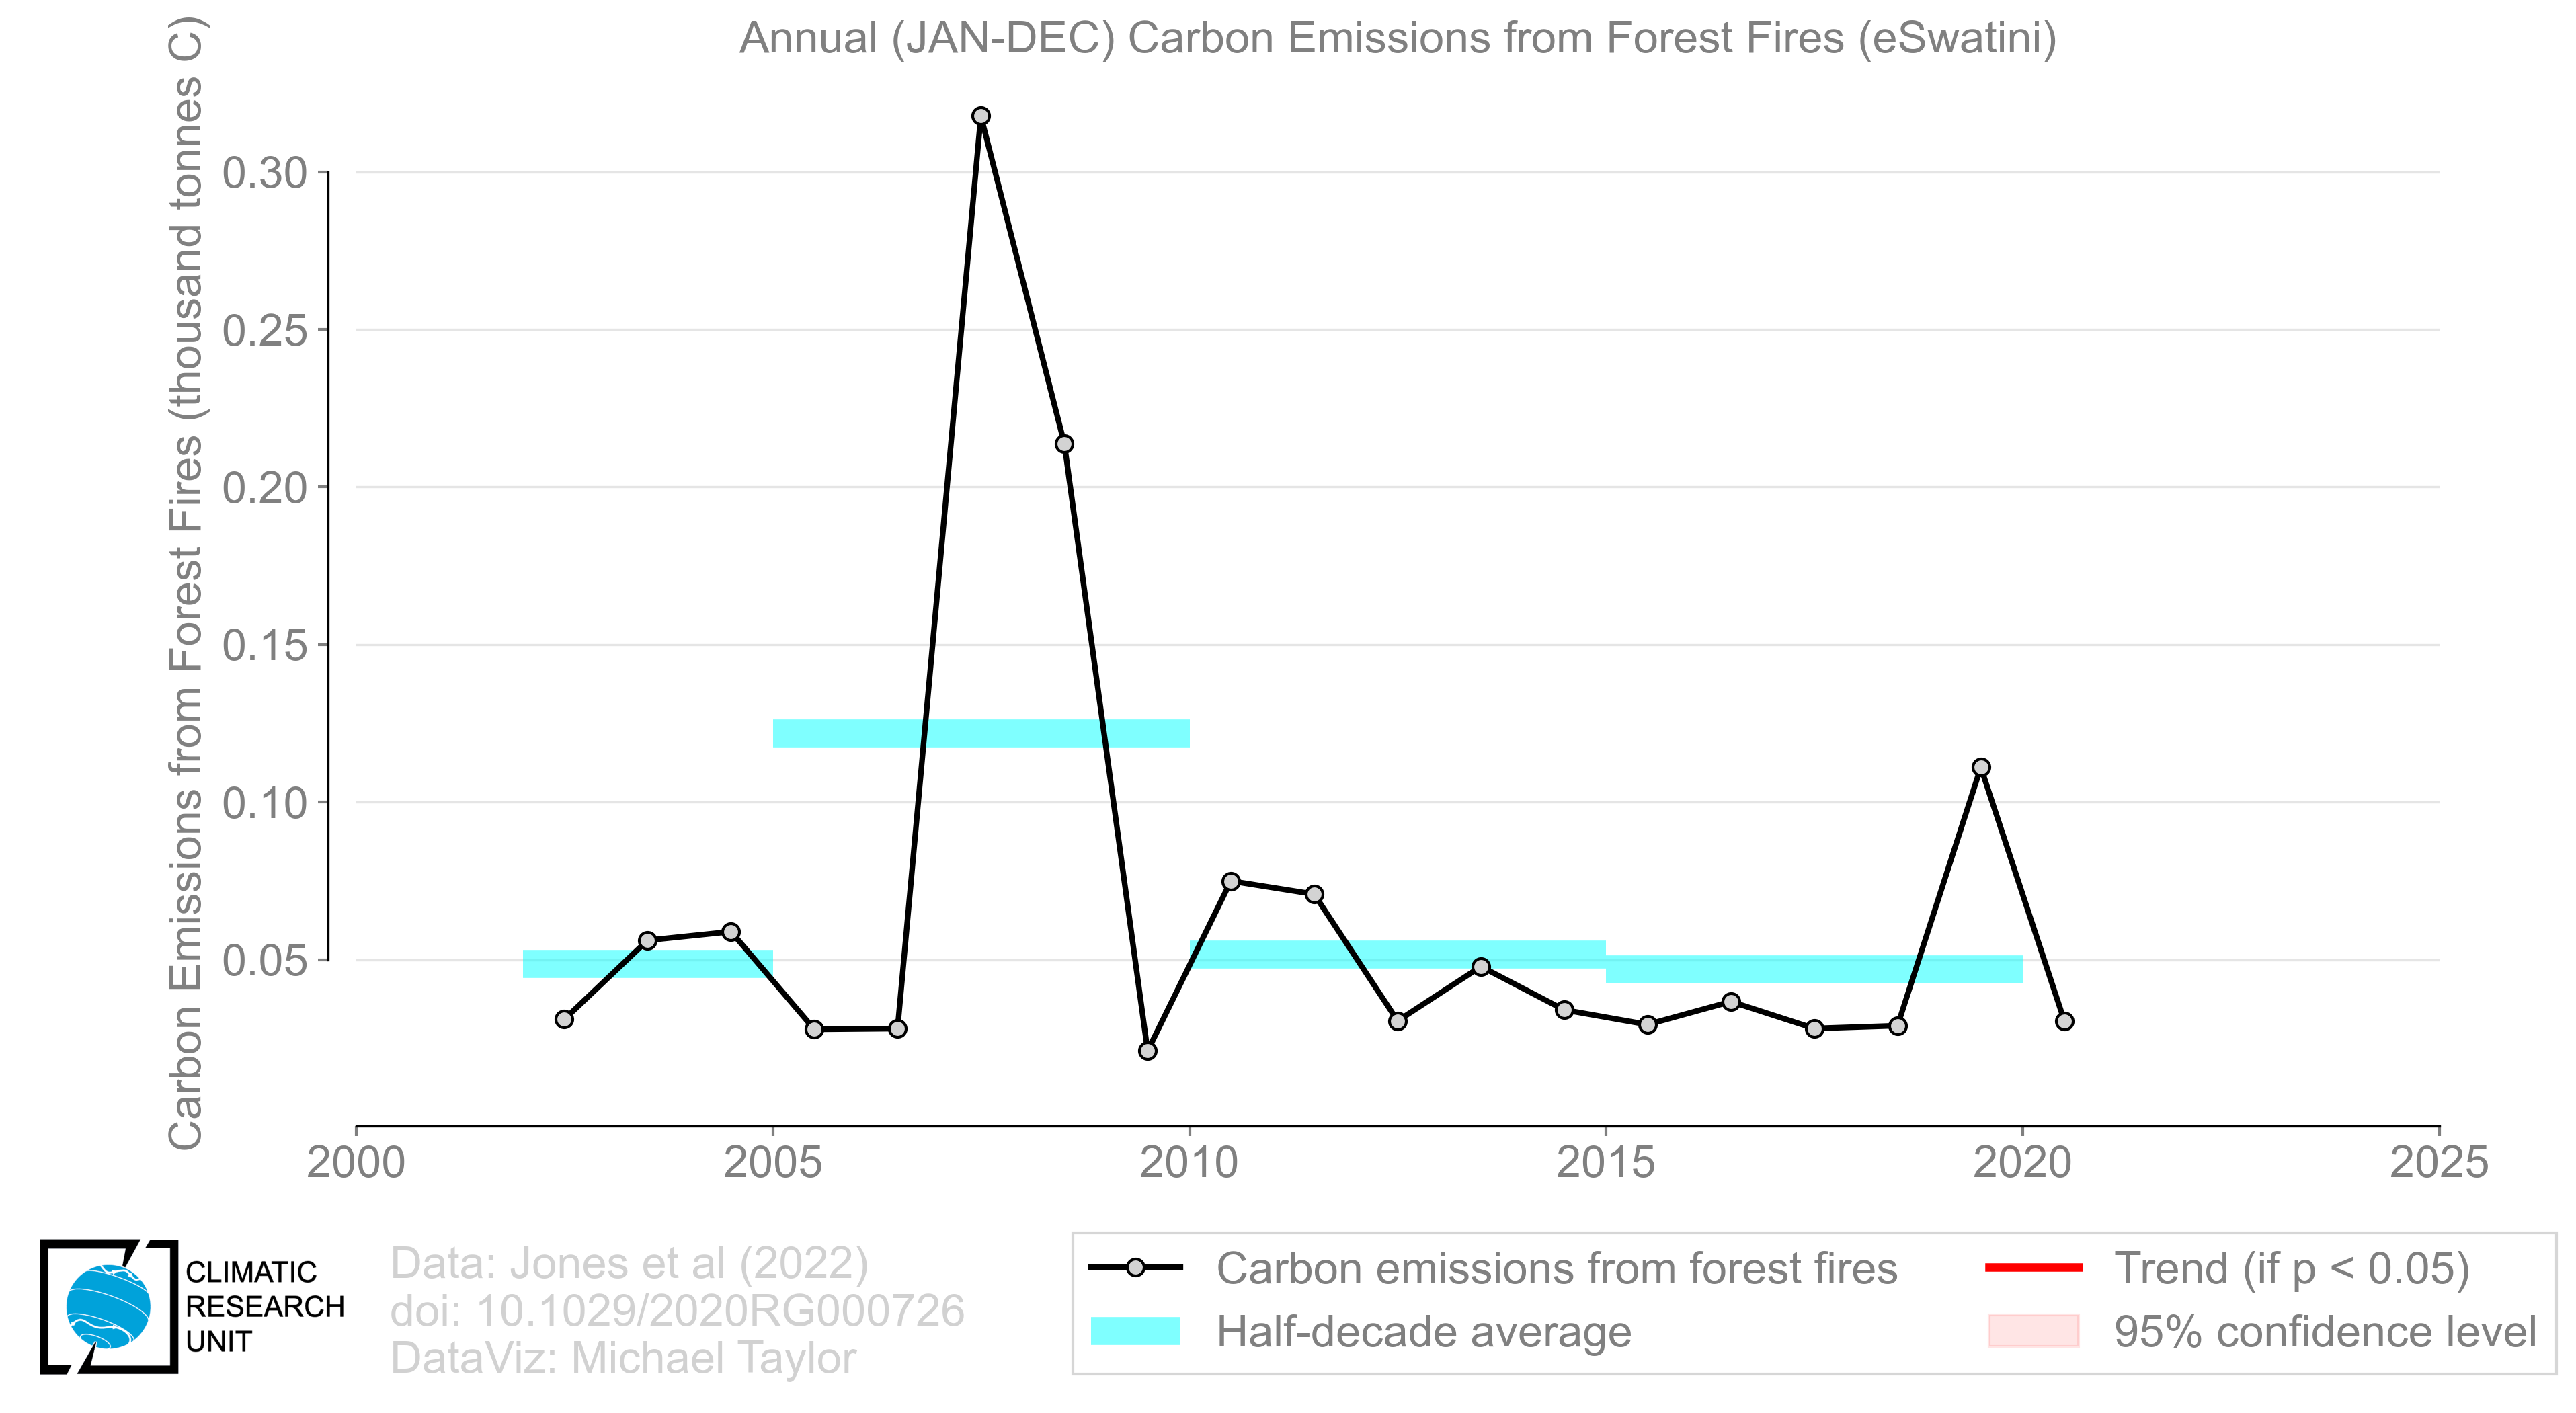 Annual (JAN-DEC) Carbon Emissions from Forest Fires (eSwatini)
Carbon Emissions from Forest Fires (thousand tonnes C)
0.30
0.25
0.20
0.15
0.10
0.05
2000 2005 2010 2015 2020 2025
CLIMATIC
RESEARCH
UNIT
Data: Jones et al (2022)
doi: 10.1029/2020RG000726
DataViz: Michael Taylor
Carbon emissions from forest fires
Half-decade average
Trend (if p < 0.05)
95% confidence level